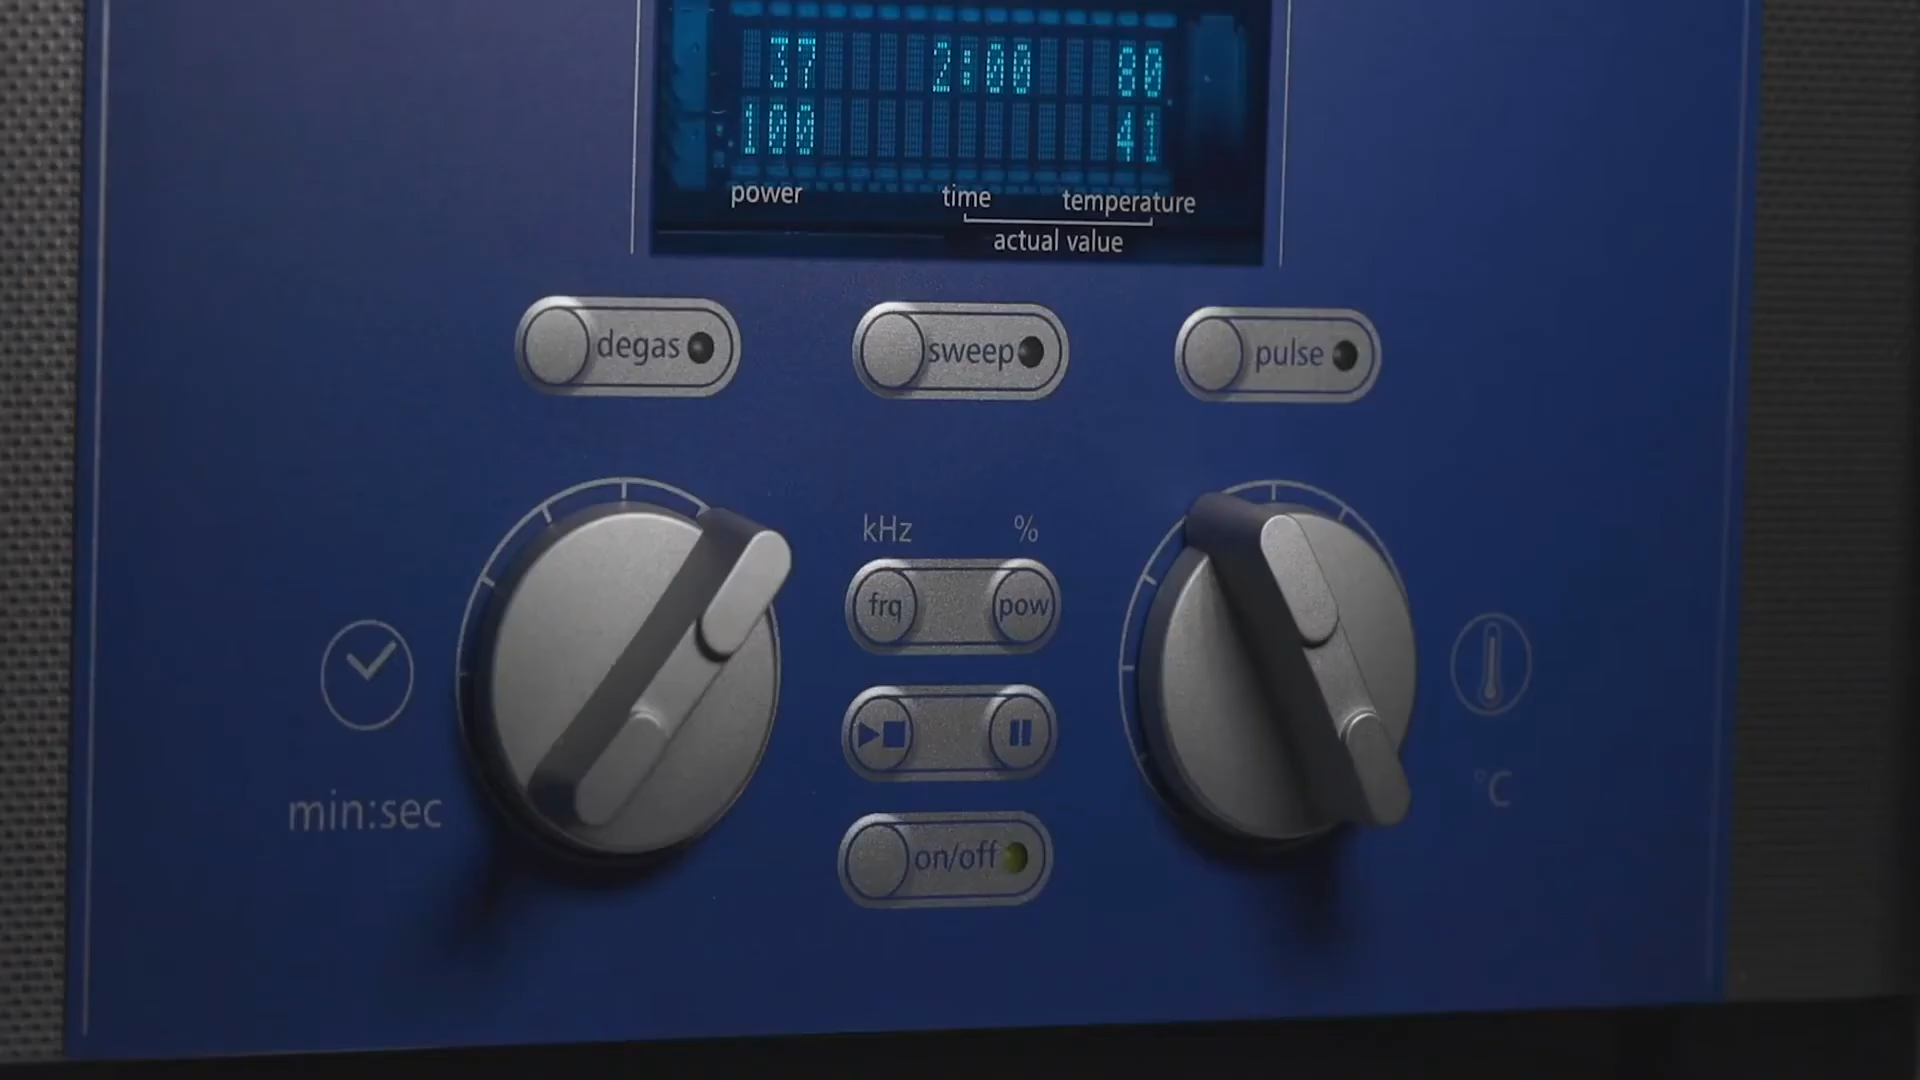 37 2:00 80
100 41
power time temperature
actual value
degas sweep pulse
kHz %
frq pow
min:sec °C
on/off